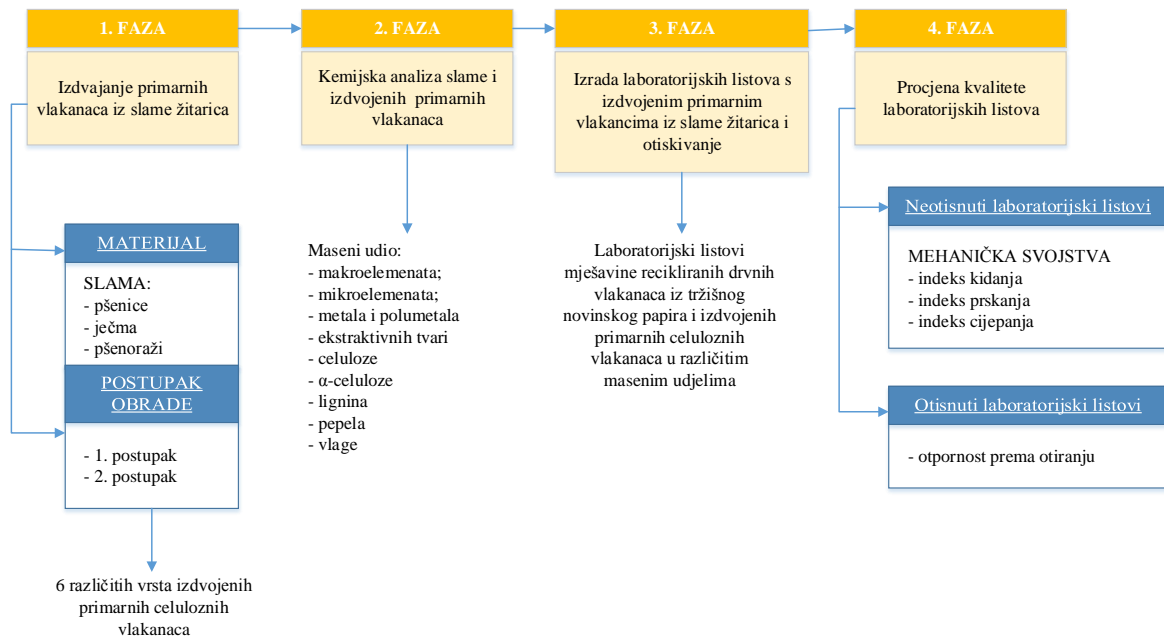 1. FAZA
Izdvajanje primarnih
vlakanaca iz slame žitarica
MATERIJAL
SLAMA:
- pšenice
- ječma
- pšenoraži
POSTUPAK
OBRADE
- 1. postupak
- 2. postupak
6 različitih vrsta izdvojenih
primarnih celuloznih
vlakanaca
2. FAZA
Kemijska analiza slame i
izdvojenih primarnih
vlakanaca
Maseni udio:
- makroelemenata;
- mikroelemenata;
- metala i polumetala
- ekstraktivnih tvari
- celuloze
- α-celuloze
- lignina
- pepela
- vlage
3. FAZA
Izrada laboratorijskih listova s
izdvojenim primarnim
vlakancima iz slame žitarica i
otiskivanje
Laboratorijski listovi
mješavine recikliranih drvnih
vlakanaca iz tržišnog
novinskog papira i izdvojenih
primarnih celuloznih
vlakanaca u različitim
masenim udjelima
4. FAZA
Procjena kvalitete
laboratorijskih listova
Neotisnuti laboratorijski listovi
MEHANIČKA SVOJSTVA
- indeks kidanja
- indeks prskanja
- indeks cijepanja
Otisnuti laboratorijski listovi
- otpornost prema otiranju